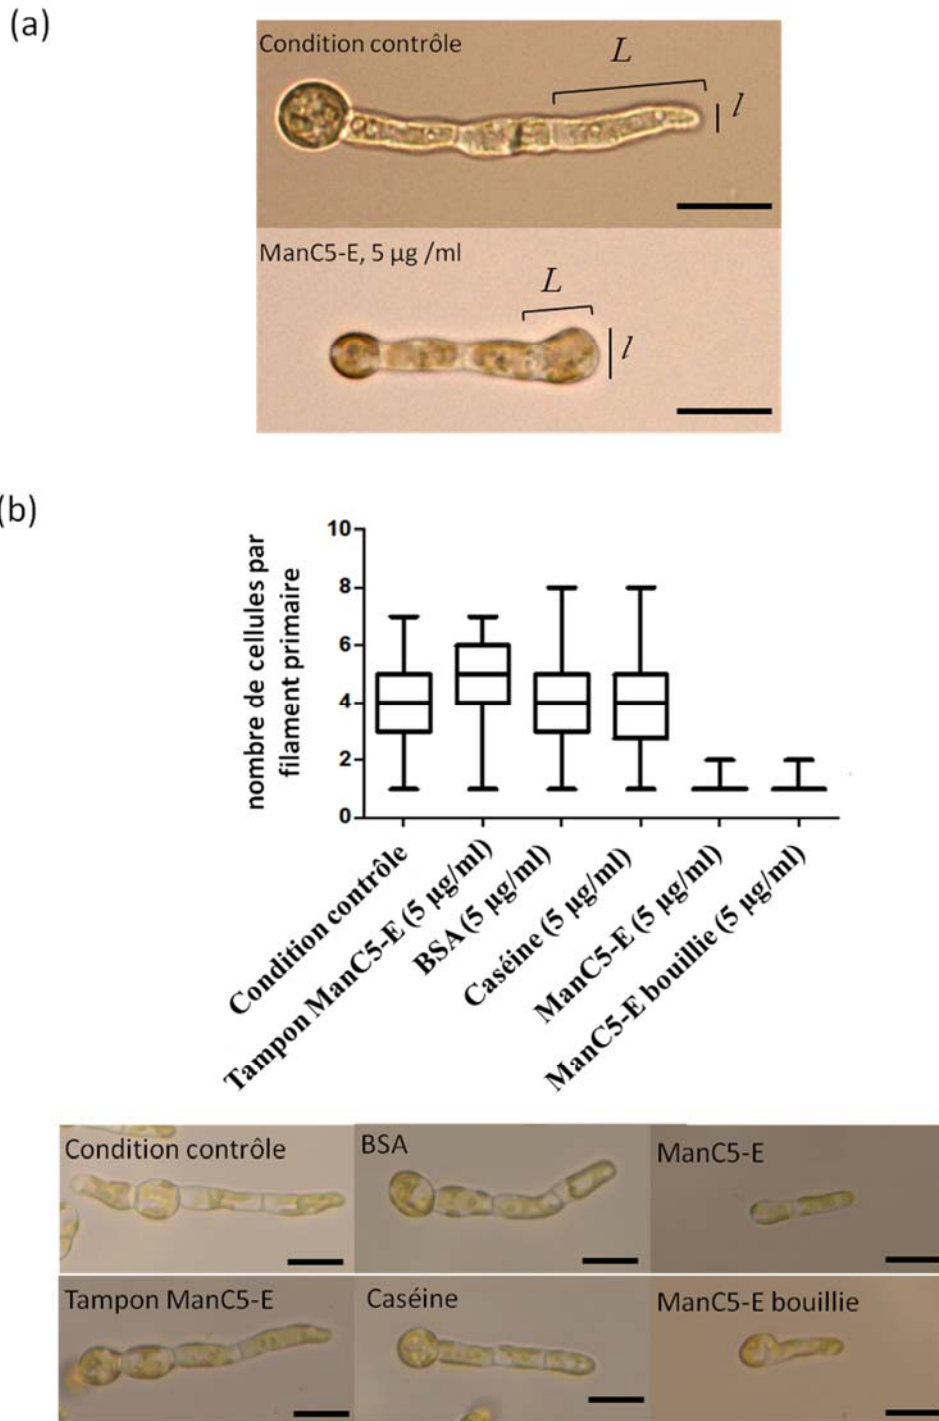 (a)
Condition contrôle
L
l
ManC5-E, 5 µg /ml
L
l
(b)
nombre de cellules par
filament primaire
10
8
6
4
2
0
Condition contrôle
Tampon ManC5-E (5 µg/ml)
BSA (5 µg/ml)
Caséine (5 µg/ml)
ManC5-E (5 µg/ml)
ManC5-E bouillie (5 µg/ml)
Condition contrôle
BSA
ManC5-E
Tampon ManC5-E
Caséine
ManC5-E bouillie